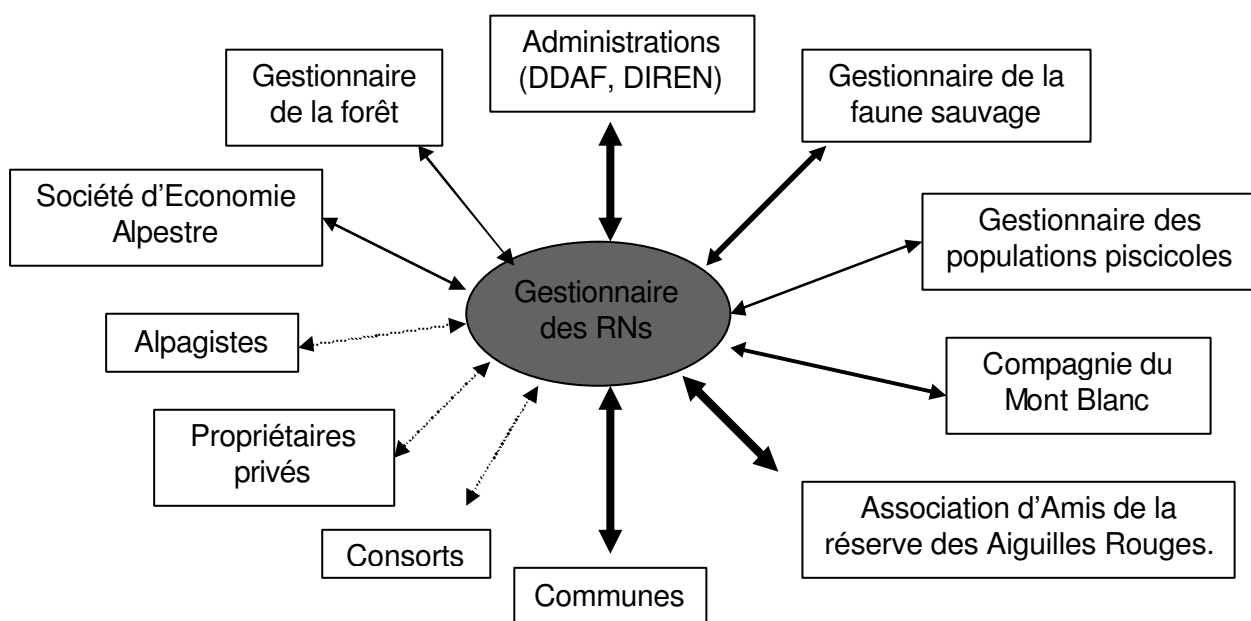 Administrations
(DDAF, DIREN)
Gestionnaire
de la forêt
Gestionnaire de la
faune sauvage
Société d'Economie
Alpestre
Gestionnaire des
populations piscicoles
Gestionnaire
des RNs
Alpagistes
Compagnie du
Mont Blanc
Propriétaires
privés
Association d'Amis de la
réserve des Aiguilles Rouges.
Consorts
Communes